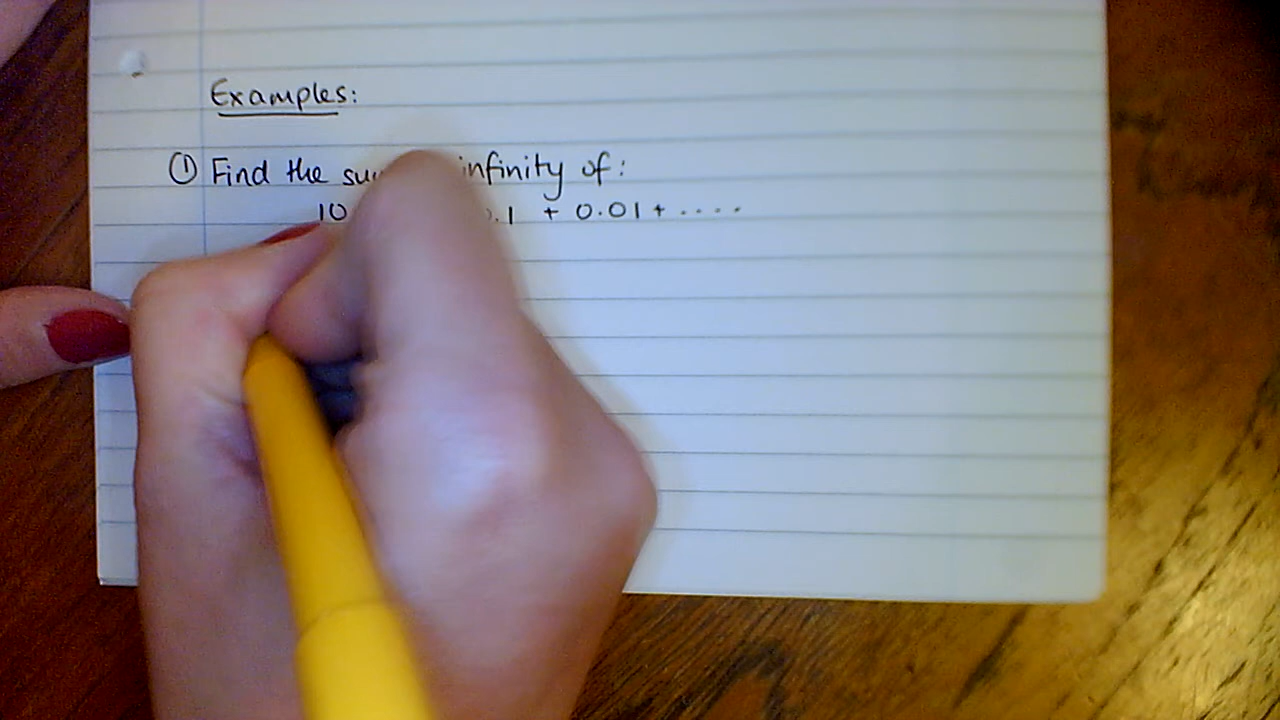 Examples:
① Find the su infinity of:
10 .1 + 0.01 + ....